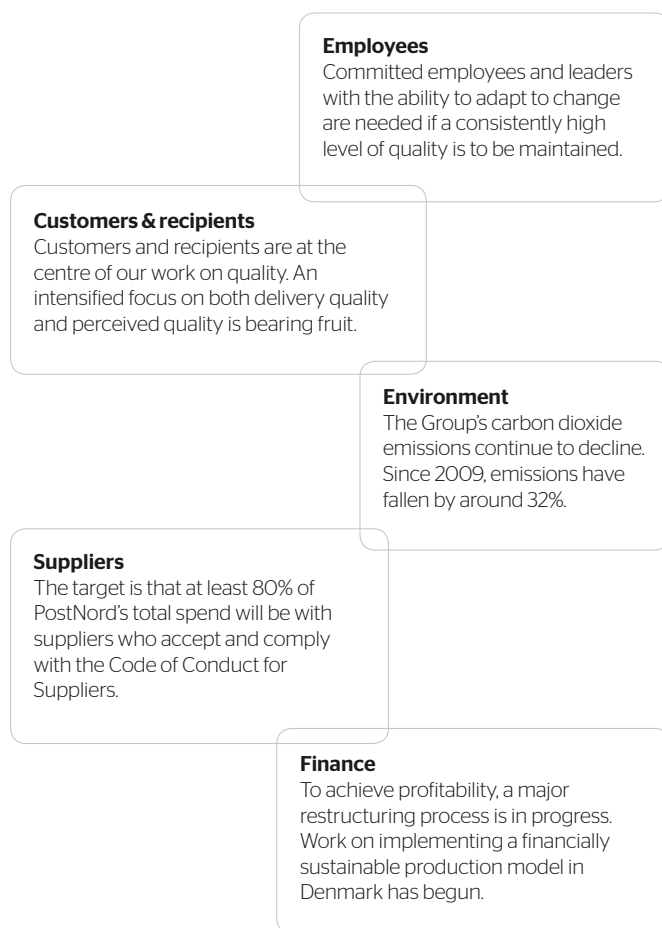 Employees
Committed employees and leaders
with the ability to adapt to change
are needed if a consistently high
level of quality is to be maintained.
Customers & recipients
Customers and recipients are at the
centre of our work on quality. An
intensified focus on both delivery quality
and perceived quality is bearing fruit.
Environment
The Group's carbon dioxide
emissions continue to decline.
Since 2009, emissions have
fallen by around 32%.
Suppliers
The target is that at least 80% of
PostNord's total spend will be with
suppliers who accept and comply
with the Code of Conduct for
Suppliers.
Finance
To achieve profitability, a major
restructuring process is in progress.
Work on implementing a financially
sustainable production model in
Denmark has begun.